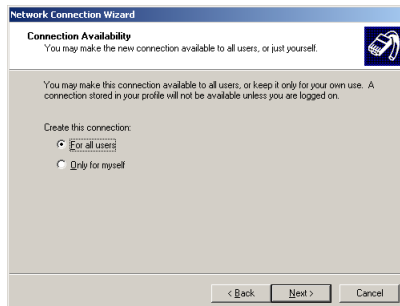 Network Connection Wizard
Connection Availability
You may make the new connection available to all users, or just yourself.
You may make this connection available to all users, or keep it only for your own use. A
connection stored in your profile will not be available unless you are logged on.
Create this connection:
For all users
Only for myself
< Back Next > Cancel